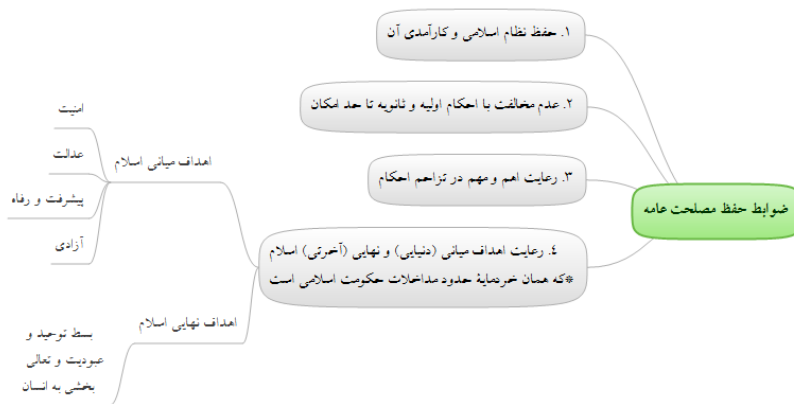 ضوابط حفظ مصلحت عامه
۱. حفظ نظام اسلامی و کارآمدی آن
۲. عدم مخالفت با احکام اولیه و ثانویه تا حد امکان
۳. رعایت اهم و مهم در تزاحم احکام
٤. رعایت اهداف میانی (دنیایی) و نهایی (آخرتی) اسلام
*که همان خردمایۀ حدود مداخلات حکومت اسلامی است
اهداف میانی اسلام
امنیت
عدالت
پیشرفت و رفاه
آزادی
اهداف نهایی اسلام
بسط توحید و
عبودیت و تعالی
بخشی به انسان